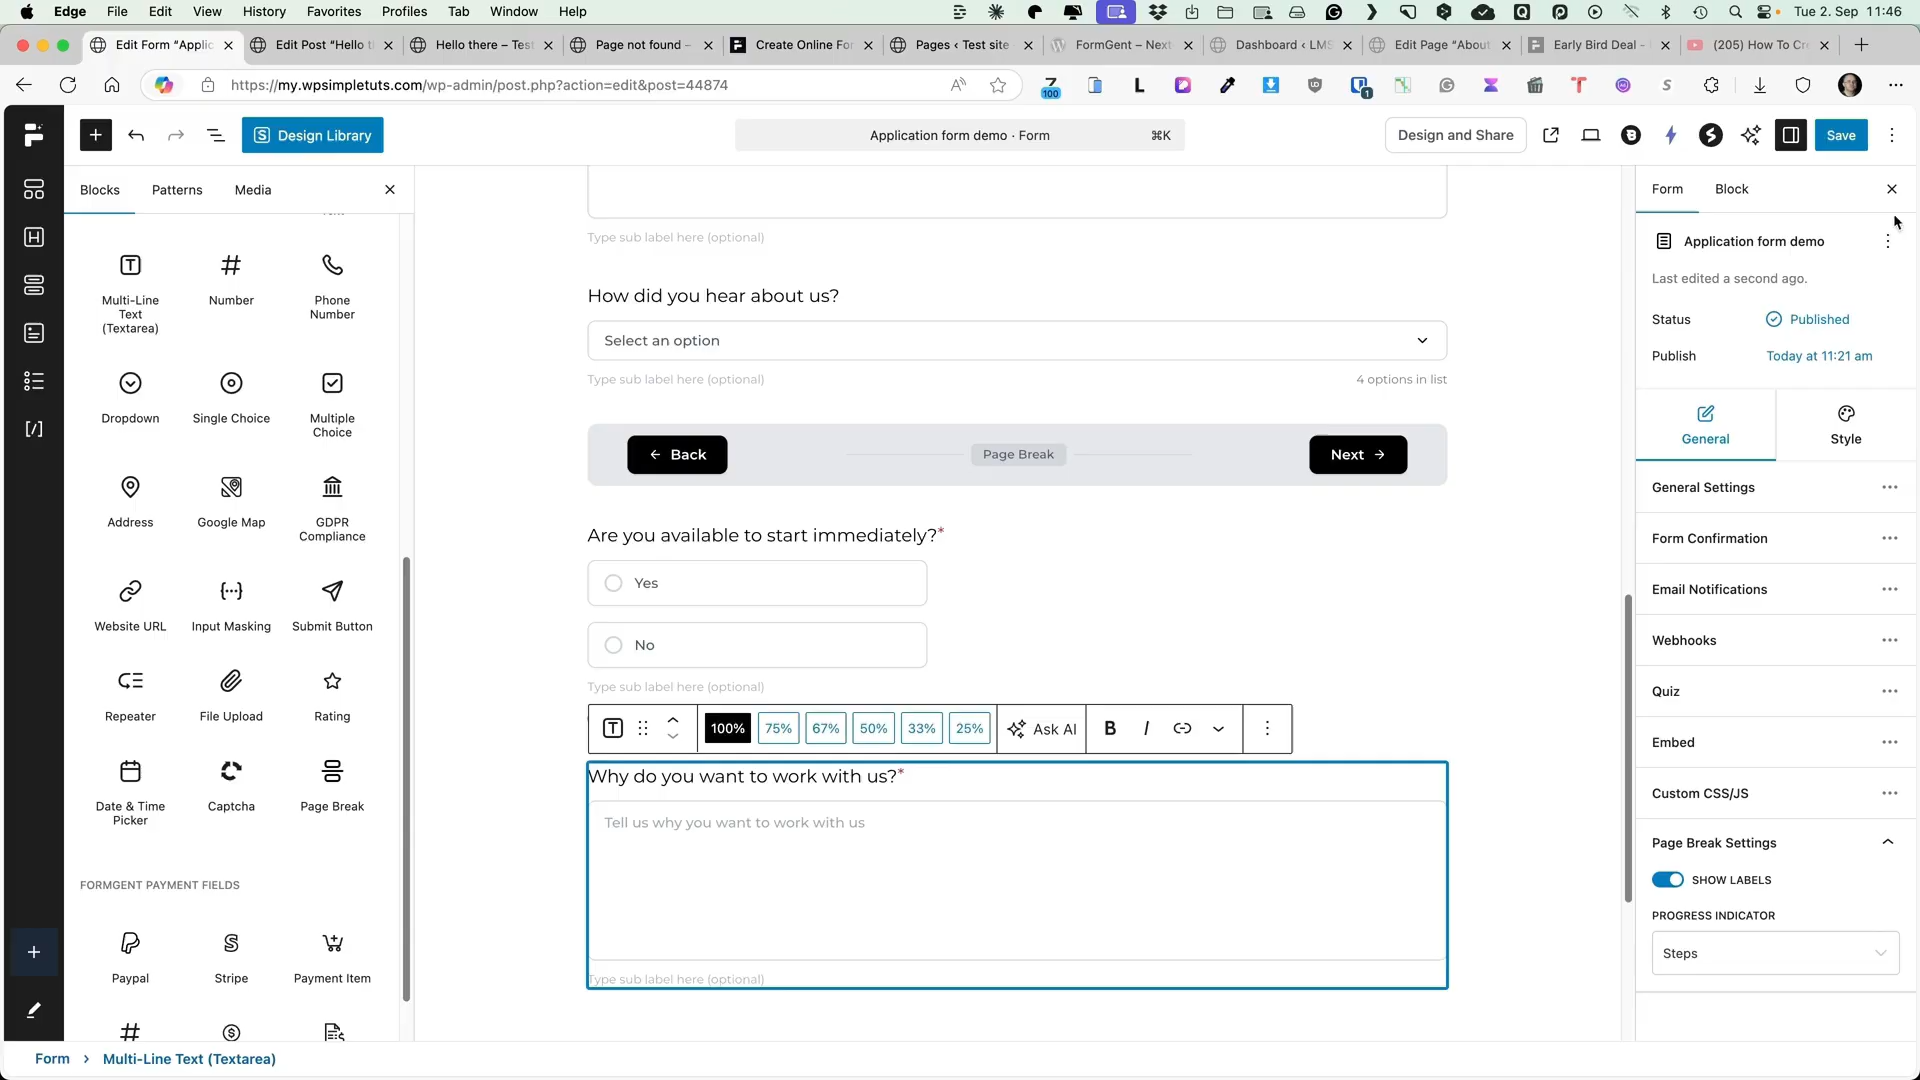 Edge File Edit View History Favorites Profiles Tab Window Help
Tue 2. Sep 11:46
Edit Form “Applic
Edit Post “Hello t
Hello there – Test
Page not found –
Create Online For
Pages ‹ Test site
FormGent – Next-
Dashboard ‹ LMS
Edit Page “About
Early Bird Deal -
(205) How To Cre
https://my.wpsimpletuts.com/wp-admin/post.php?action=edit&post=44874
100
1
Design Library
Application form demo · Form
⌘K
Design and Share
Save
Blocks
Patterns
Media
Multi-Line Text (Textarea)
Number
Phone Number
Dropdown
Single Choice
Multiple Choice
Address
Google Map
GDPR Compliance
Website URL
Input Masking
Submit Button
Repeater
File Upload
Rating
Date & Time Picker
Captcha
Page Break
FORMGENT PAYMENT FIELDS
Paypal
Stripe
Payment Item
Type sub label here (optional)
How did you hear about us?
Select an option
Type sub label here (optional)
4 options in list
← Back
Page Break
Next →
Are you available to start immediately?*
Yes
No
Type sub label here (optional)
100% 75% 67% 50% 33% 25% Ask AI B I
Why do you want to work with us?*
Tell us why you want to work with us
Type sub label here (optional)
Form
Block
Application form demo
Last edited a second ago.
Status
Published
Publish
Today at 11:21 am
General
Style
General Settings
Form Confirmation
Email Notifications
Webhooks
Quiz
Embed
Custom CSS/JS
Page Break Settings
SHOW LABELS
PROGRESS INDICATOR
Steps
Form › Multi-Line Text (Textarea)